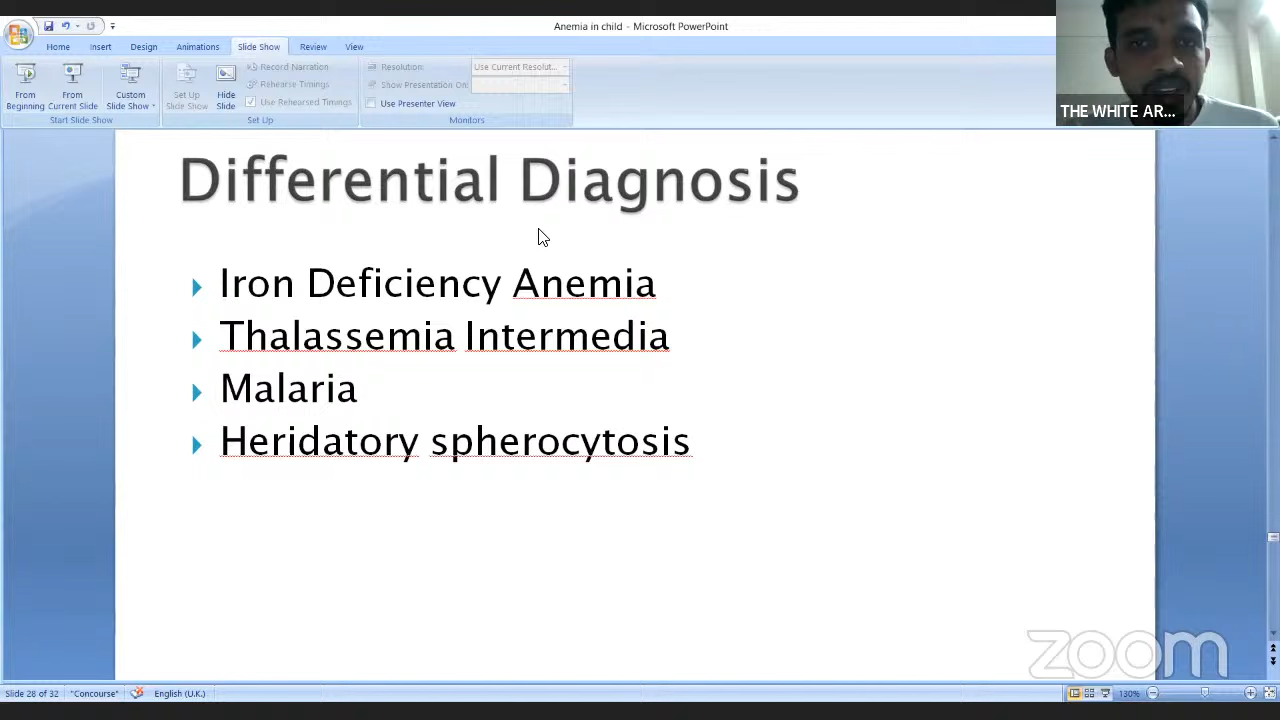 Anemia in child - Microsoft PowerPoint
Home Insert Design Animations Slide Show Review View
From Beginning
From Current Slide
Custom Slide Show
Start Slide Show
Set Up Slide Show
Hide Slide
Record Narration
Rehearse Timings
Use Rehearsed Timings
Set Up
Resolution: Use Current Resolut...
Show Presentation On:
Use Presenter View
Monitors
THE WHITE AR...
Differential Diagnosis
Iron Deficiency Anemia
Thalassemia Intermedia
Malaria
Heridatory spherocytosis
zoom
Slide 28 of 32 "Concourse" English (U.K.) 130%